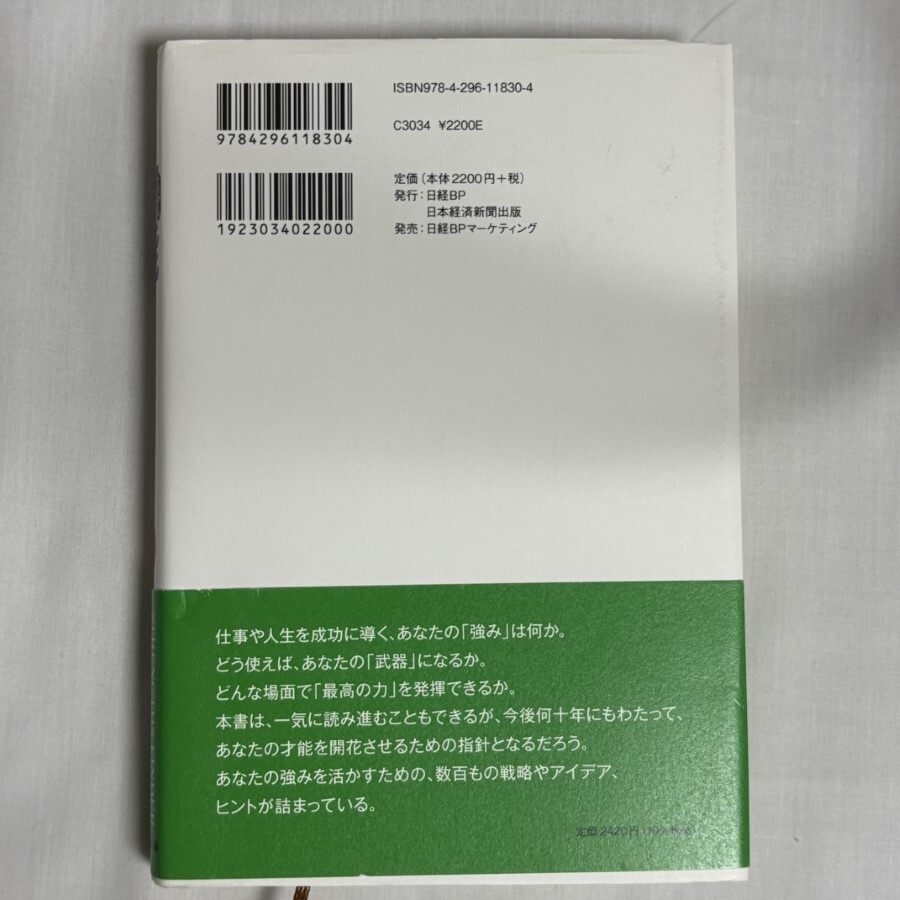 ISBN978-4-296-11830-4
9784296118304
C3034 ¥2200E
1923034022000
定価(本体2200円+税)
発行:日経BP
日本経済新聞出版
発売:日経BPマーケティング
仕事や人生を成功に導く、あなたの「強み」は何か。
どう使えば、あなたの「武器」になるか。
どんな場面で「最高の力」を発揮できるか。
本書は、一気に読み進むこともできるが、今後何十年にもわたって、
あなたの才能を開花させるための指針となるだろう。
あなたの強みを活かすための、数百もの戦略やアイデア、
ヒントが詰まっている。
定価2420円(10%税込)